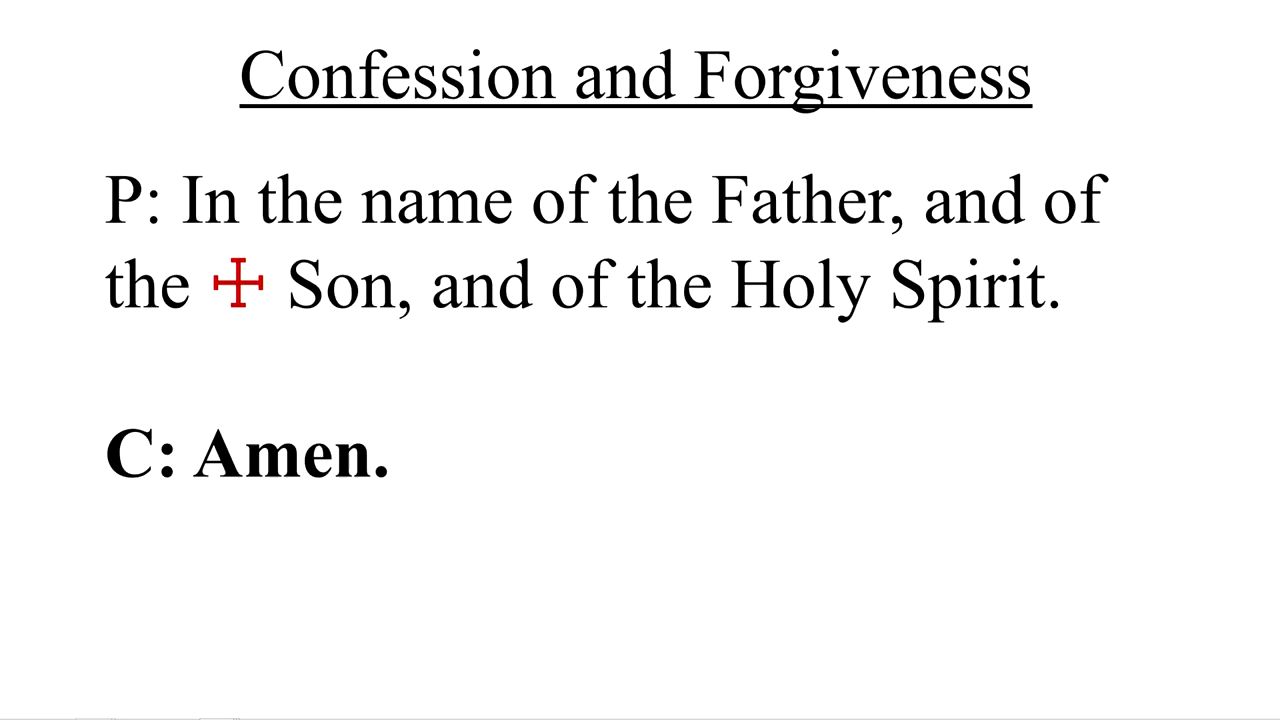 Confession and Forgiveness
P: In the name of the Father, and of
the ☩ Son, and of the Holy Spirit.
C: Amen.